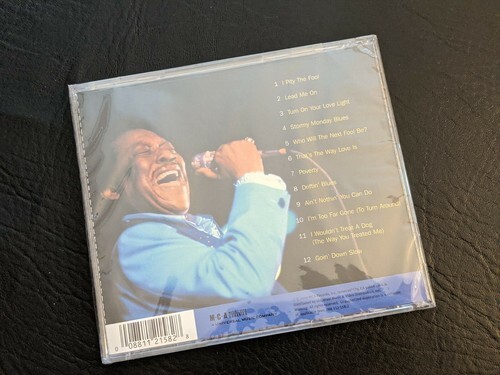 1 I Pay The Fool
2 Lead Me On
3 Turn On Your Love Light
4 Stormy Monday Blues
5 Who Will The Next Fool Be?
6 That's The Way Love Is
7 Poverty
8 Driftin' Blues
9 Ain't Nothin' You Can Do
10 I'm Too Far Gone (To Turn Around)
11 I Wouldn't Treat A Dog
(The Way You Treated Me)
12 Goin' Down Slow
M·C·A
0 08811 21582 8